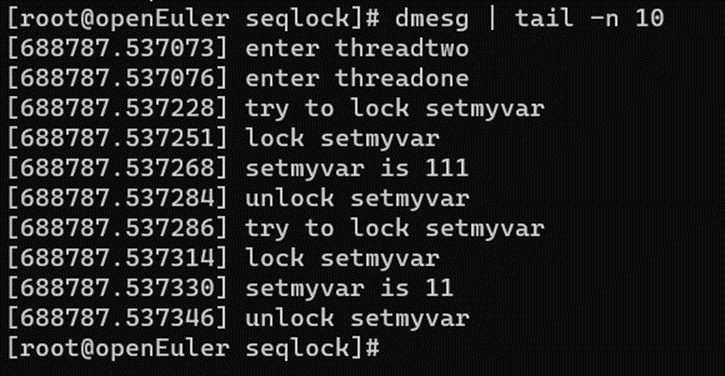 [root@openEuler seqlock]# dmesg | tail -n 10
[688787.537073] enter threadtwo
[688787.537076] enter threadone
[688787.537228] try to lock setmyvar
[688787.537251] lock setmyvar
[688787.537268] setmyvar is 111
[688787.537284] unlock setmyvar
[688787.537286] try to lock setmyvar
[688787.537314] lock setmyvar
[688787.537330] setmyvar is 11
[688787.537346] unlock setmyvar
[root@openEuler seqlock]#